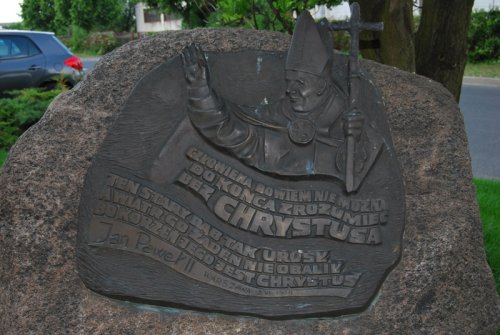 CZŁOWIEKA BOWIEM NIE MOŻNA
DO KOŃCA ZROZUMIEĆ
BEZ CHRYSTUSA
TEN STARY DĄB TAK URÓSŁ,
A WIATR GO ŻADEN NIE OBALIŁ,
BO KORZEŃ JEGO JEST CHRYSTUS
Jan Paweł II
WARSZAWA